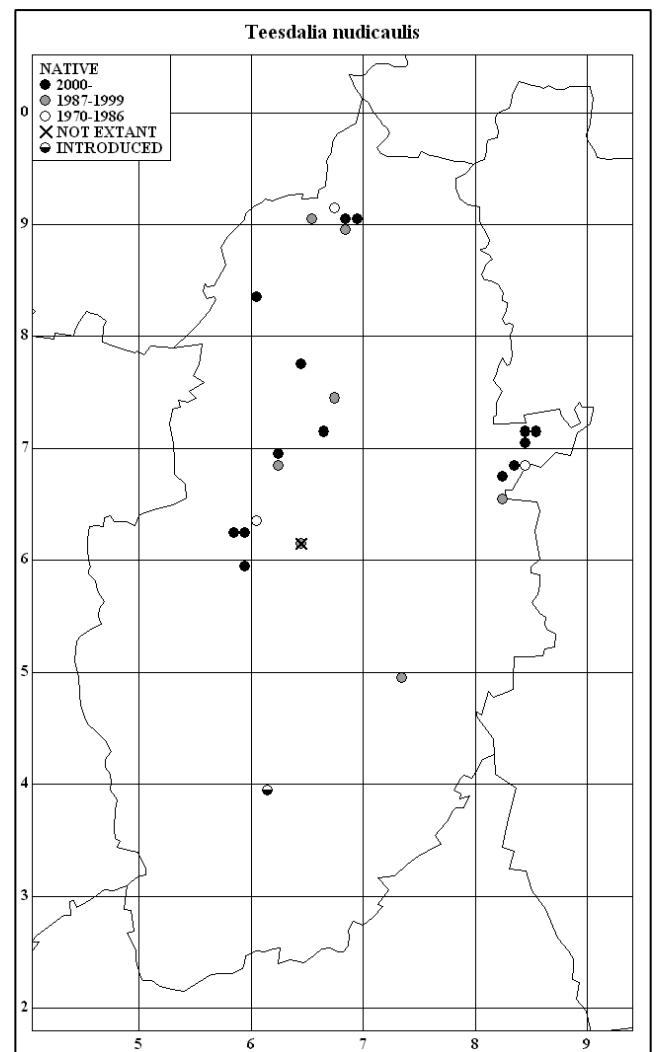 Teesdalia nudicaulis
NATIVE
2000-
1987-1999
1970-1986
NOT EXTANT
INTRODUCED
0
9
8
7
6
5
4
3
2
5 6 7 8 9